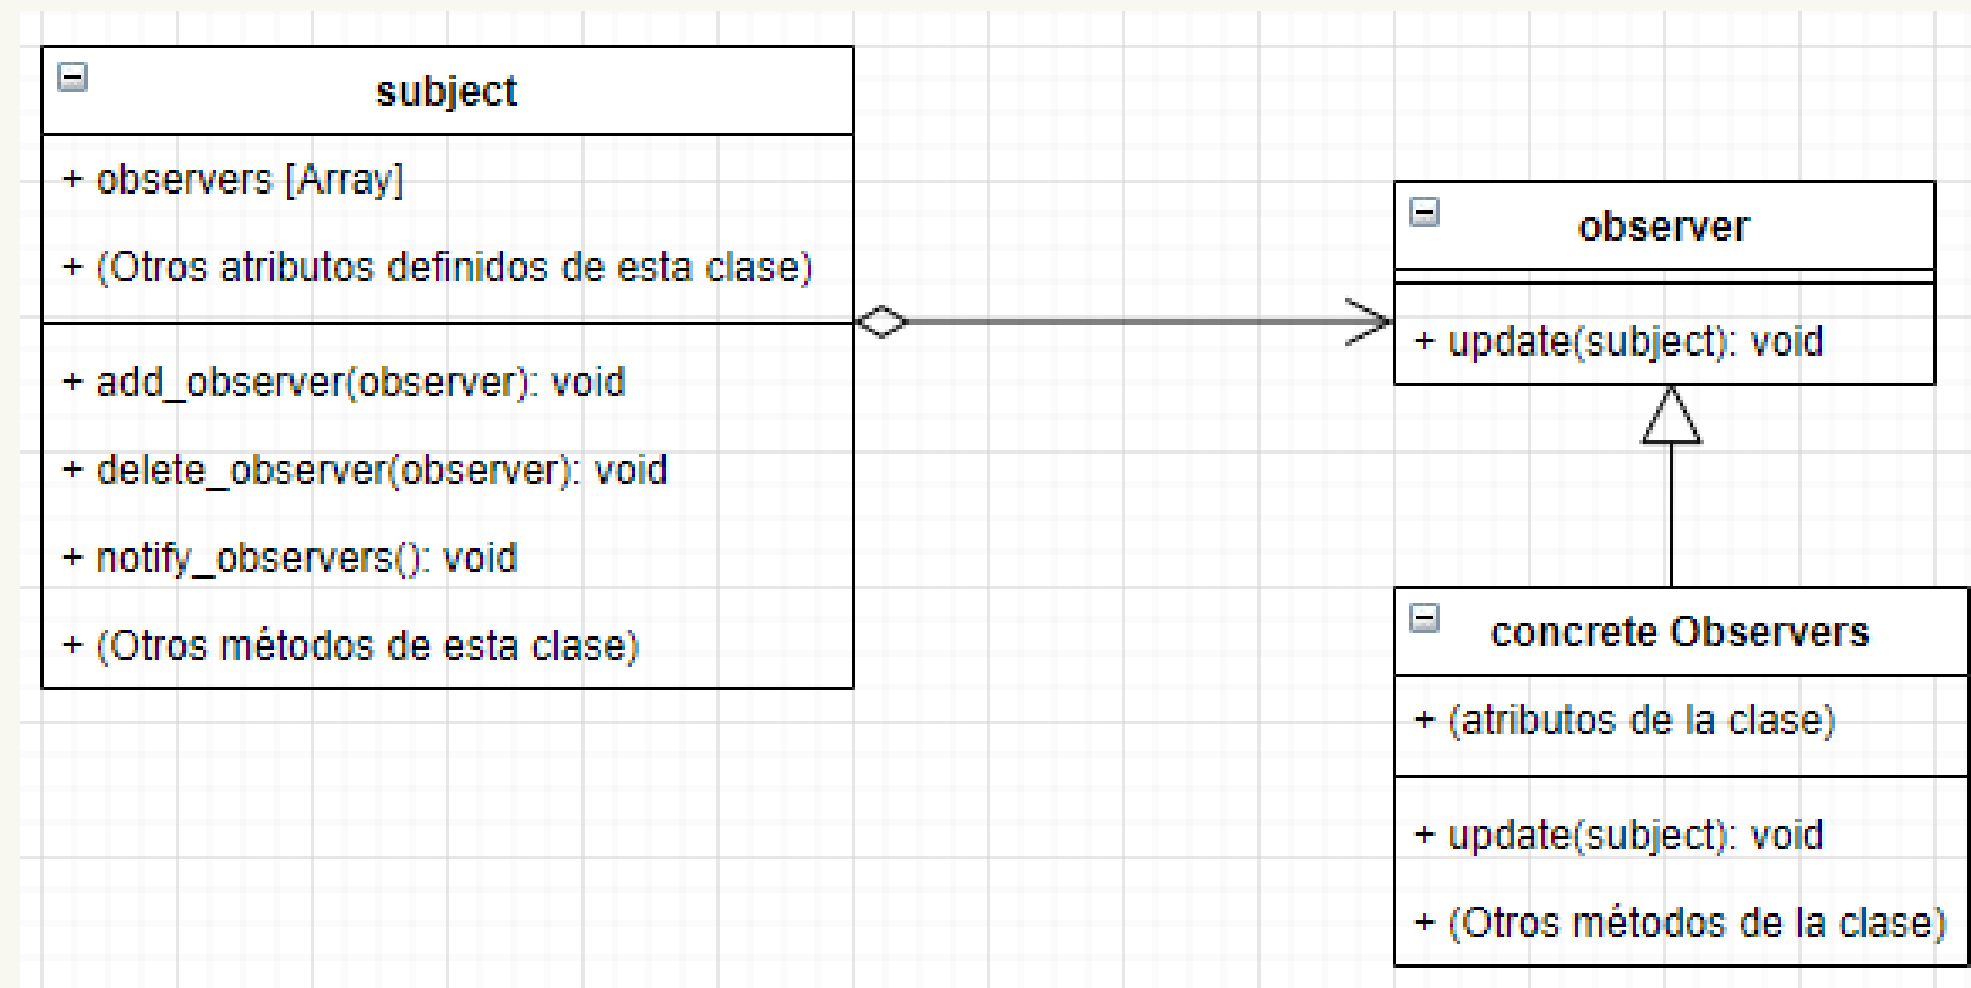 subject
+ observers [Array]
+ (Otros atributos definidos de esta clase)
+ add_observer(observer): void
+ delete_observer(observer): void
+ notify_observers(): void
+ (Otros métodos de esta clase)
observer
+ update(subject): void
concrete Observers
+ (atributos de la clase)
+ update(subject): void
+ (Otros métodos de la clase)